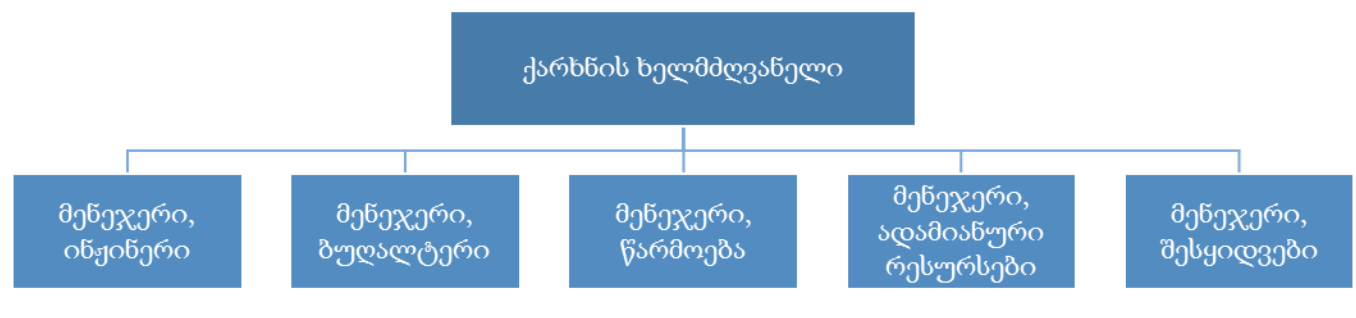 ქარხნის ხელმძღვანელი
მენეჯერი,
ინჟინერი
მენეჯერი,
ბუღალტერი
მენეჯერი,
წარმოება
მენეჯერი,
ადამიანური
რესურსები
მენეჯერი,
შესყიდვები